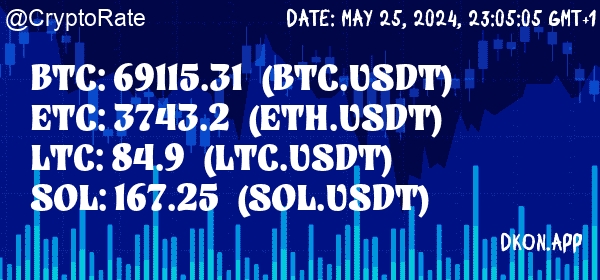 @CryptoRate
DATE: MAY 25, 2024, 23:05:05 GMT+1
BTC: 69115.31 (BTC.USDT)
ETC: 3743.2 (ETH.USDT)
LTC: 84.9 (LTC.USDT)
SOL: 167.25 (SOL.USDT)
DKON.APP